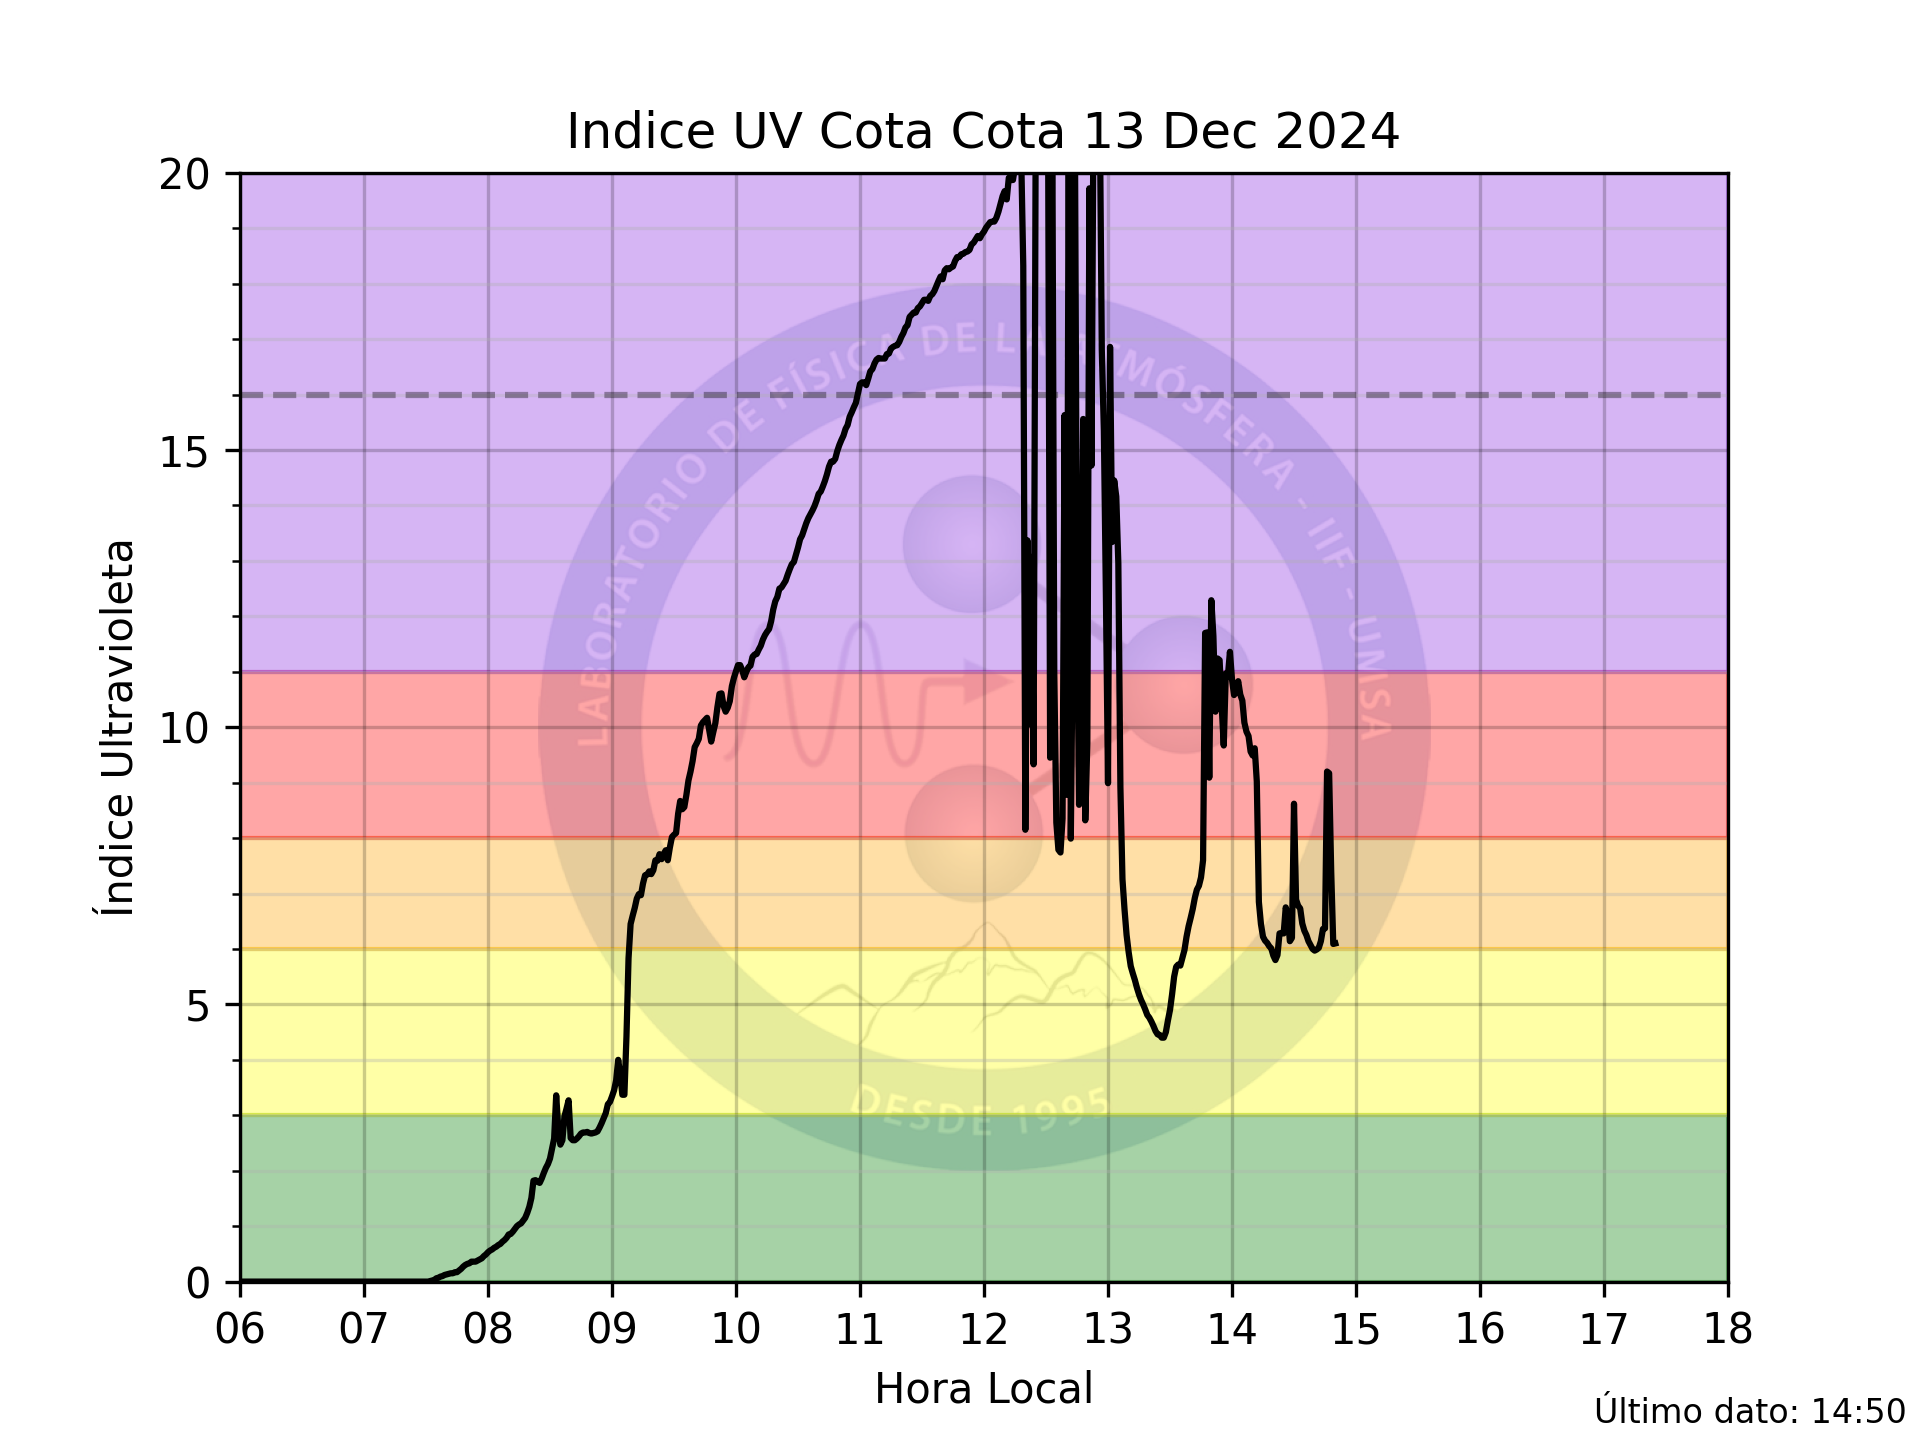 Indice UV Cota Cota 13 Dec 2024
20
15
10
5
0
Índice Ultravioleta
LABORATORIO DE FÍSICA DE LA ATMÓSFERA - IIF - UMSA
DESDE 1995
06 07 08 09 10 11 12 13 14 15 16 17 18
Hora Local
Último dato: 14:50